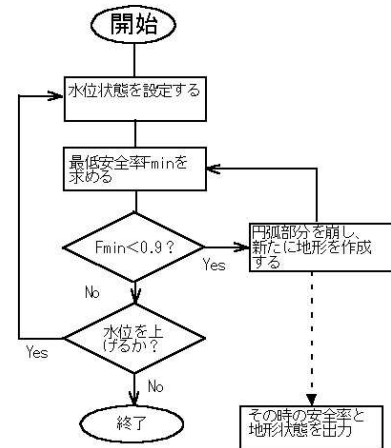 開始
水位状態を設定する
最低安全率Fminを
求める
Fmin<0.9?
Yes
円弧部分を崩し、
新たに地形を作成
する
No
水位を上
げるか?
Yes
No
終了
その時の安全率と
地形状態を出力